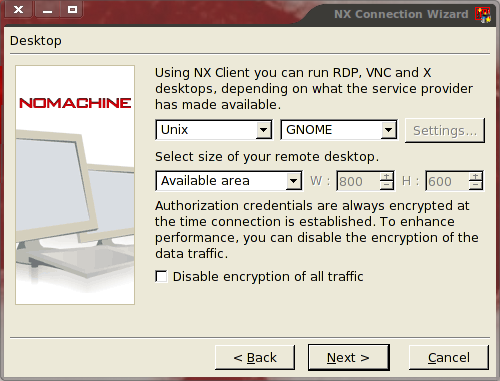 NX Connection Wizard
Desktop
NOMACHINE
Using NX Client you can run RDP, VNC and X
desktops, depending on what the service provider
has made available.
Unix GNOME Settings...
Select size of your remote desktop.
Available area W : 800 H : 600
Authorization credentials are always encrypted at
the time connection is established. To enhance
performance, you can disable the encryption of the
data traffic.
Disable encryption of all traffic
< Back Next > Cancel